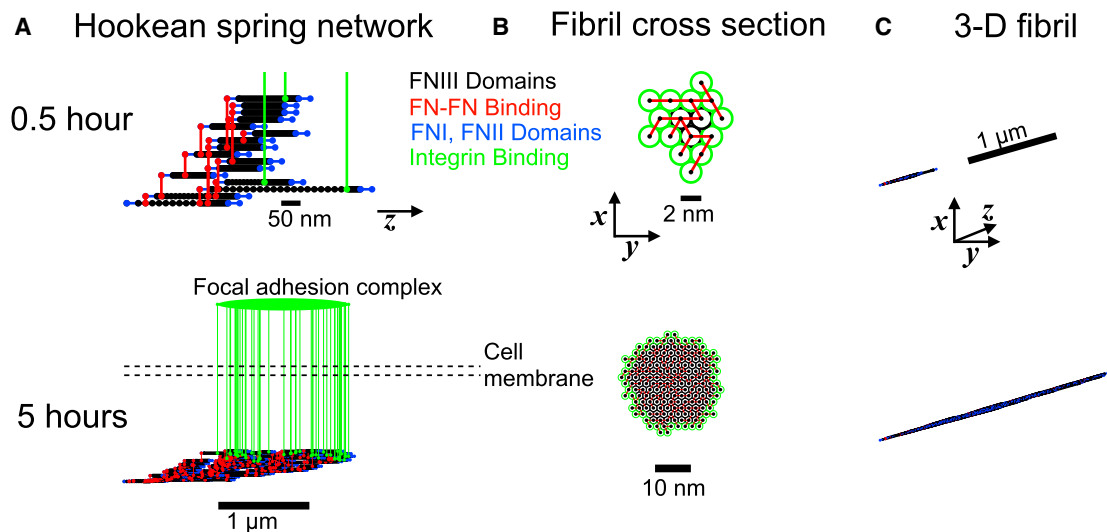 A Hookean spring network
B Fibril cross section
C 3-D fibril
0.5 hour
FNIII Domains
FN-FN Binding
FNI, FNII Domains
Integrin Binding
50 nm
z
2 nm
x
y
1 µm
x
z
y
Focal adhesion complex
Cell
membrane
5 hours
1 µm
10 nm